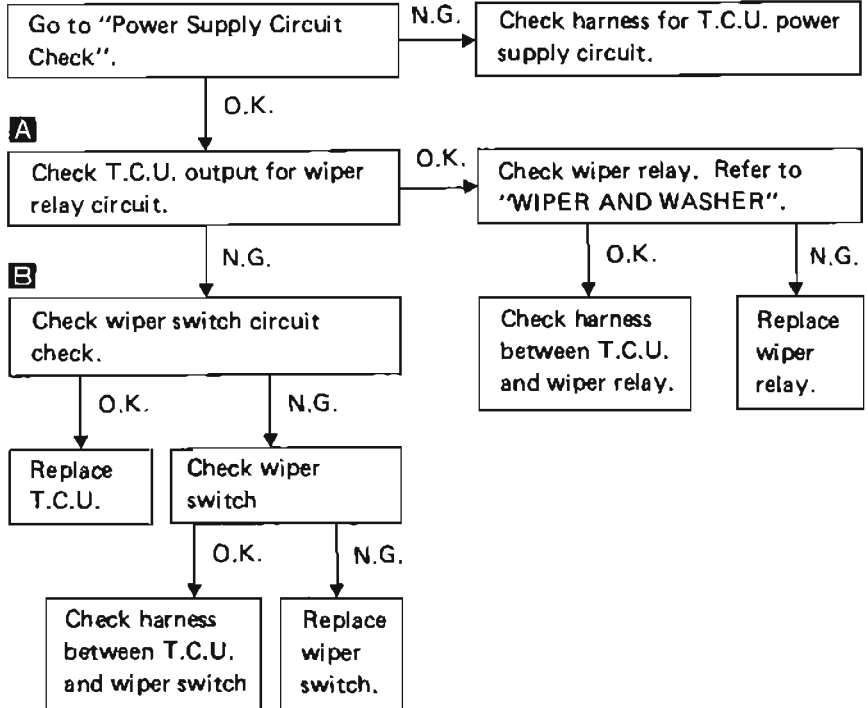 Go to "Power Supply Circuit
Check".
N.G.
Check harness for T.C.U. power
supply circuit.
O.K.
A
Check T.C.U. output for wiper
relay circuit.
O.K.
Check wiper relay. Refer to
"WIPER AND WASHER".
N.G.
O.K.
N.G.
B
Check wiper switch circuit
check.
Check harness
between T.C.U.
and wiper relay.
Replace
wiper
relay.
O.K.
N.G.
Replace
T.C.U.
Check wiper
switch
O.K.
N.G.
Check harness
between T.C.U.
and wiper switch
Replace
wiper
switch.